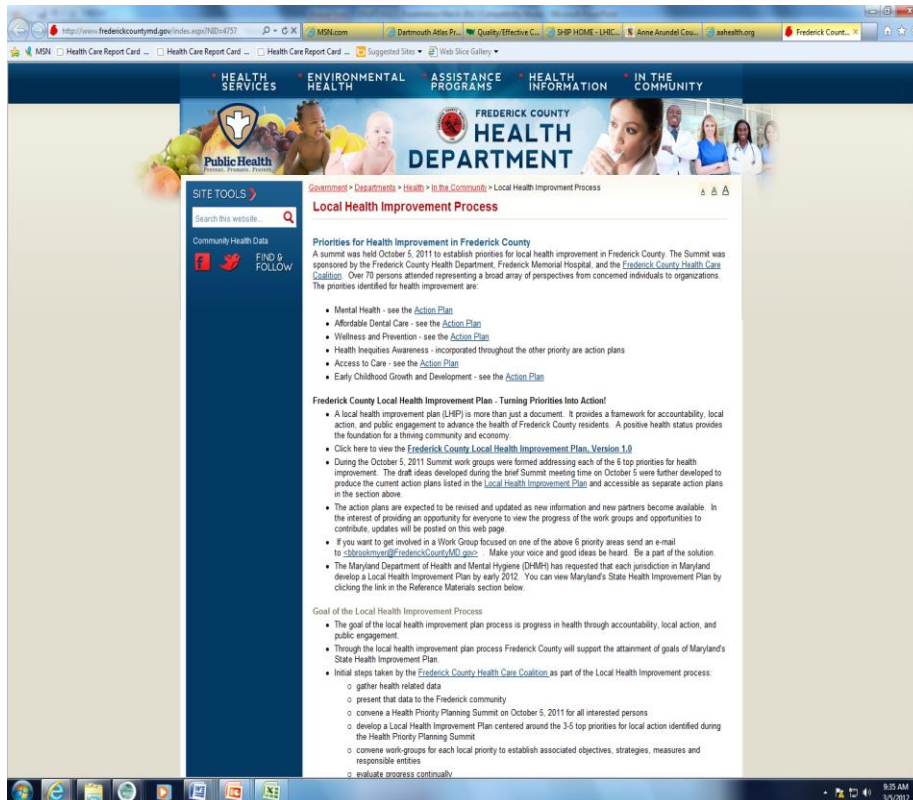 http://www.frederickcountymd.gov/index.aspx?NID=4757
MSN.com
Dartmouth Atlas Pr...
Quality/Effective C...
SHIP HOME - LHIC...
Anne Arundel Cou...
aahealth.org
Frederick Count...
MSN
Health Care Report Card ...
Health Care Report Card ...
Health Care Report Card ...
Suggested Sites
Web Slice Gallery
HEALTH SERVICES
ENVIRONMENTAL HEALTH
ASSISTANCE PROGRAMS
HEALTH INFORMATION
IN THE COMMUNITY
Public Health
Prevent. Promote. Protect.
FREDERICK COUNTY
HEALTH
DEPARTMENT
SITE TOOLS
Search this website...
Community Health Data
FIND &
FOLLOW
Government > Departments > Health > In the Community > Local Health Improvment Process
A A A
Local Health Improvement Process
Priorities for Health Improvement in Frederick County
A summit was held October 5, 2011 to establish priorities for local health improvement in Frederick County. The Summit was
sponsored by the Frederick County Health Department, Frederick Memorial Hospital, and the Frederick County Health Care
Coalition. Over 70 persons attended representing a broad array of perspectives from concerned individuals to organizations.
The priorities identified for health improvement are:
Mental Health - see the Action Plan
Affordable Dental Care - see the Action Plan
Wellness and Prevention - see the Action Plan
Health Inequities Awareness - incorporated throughout the other priority are action plans
Access to Care - see the Action Plan
Early Childhood Growth and Development - see the Action Plan
Frederick County Local Health Improvement Plan - Turning Priorities Into Action!
A local health improvement plan (LHIP) is more than just a document. It provides a framework for accountability, local
action, and public engagement to advance the health of Frederick County residents. A positive health status provides
the foundation for a thriving community and economy.
Click here to view the Frederick County Local Health Improvement Plan, Version 1.0
During the October 5, 2011 Summit work groups were formed addressing each of the 6 top priorities for health
improvement. The draft ideas developed during the brief Summit meeting time on October 5 were further developed to
produce the current action plans listed in the Local Health Improvement Plan and accessible as separate action plans
in the section above.
The action plans are expected to be revised and updated as new information and new partners become available. In
the interest of providing an opportunity for everyone to view the progress of the work groups and opportunities to
contribute, updates will be posted on this web page.
If you want to get involved in a Work Group focused on one of the above 6 priority areas send an e-mail
to <bbrookmyer@FrederickCountyMD.gov> . Make your voice and good ideas be heard. Be a part of the solution.
The Maryland Department of Health and Mental Hygiene (DHMH) has requested that each jurisdiction in Maryland
develop a Local Health Improvement Plan by early 2012. You can view Maryland's State Health Improvement Plan by
clicking the link in the Reference Materials section below.
Goal of the Local Health Improvement Process
The goal of the local health improvement plan process is progress in health through accountability, local action, and
public engagement.
Through the local health improvement plan process Frederick County will support the attainment of goals of Maryland's
State Health Improvement Plan.
Initial steps taken by the Frederick County Health Care Coalition as part of the Local Health Improvement process:
gather health related data
present that data to the Frederick community
convene a Health Priority Planning Summit on October 5, 2011 for all interested persons
develop a Local Health Improvement Plan centered around the 3-5 top priorities for local action identified during
the Health Priority Planning Summit
convene work-groups for each local priority to establish associated objectives, strategies, measures and
responsible entities
evaluate progress continually
9:35 AM
3/5/2012